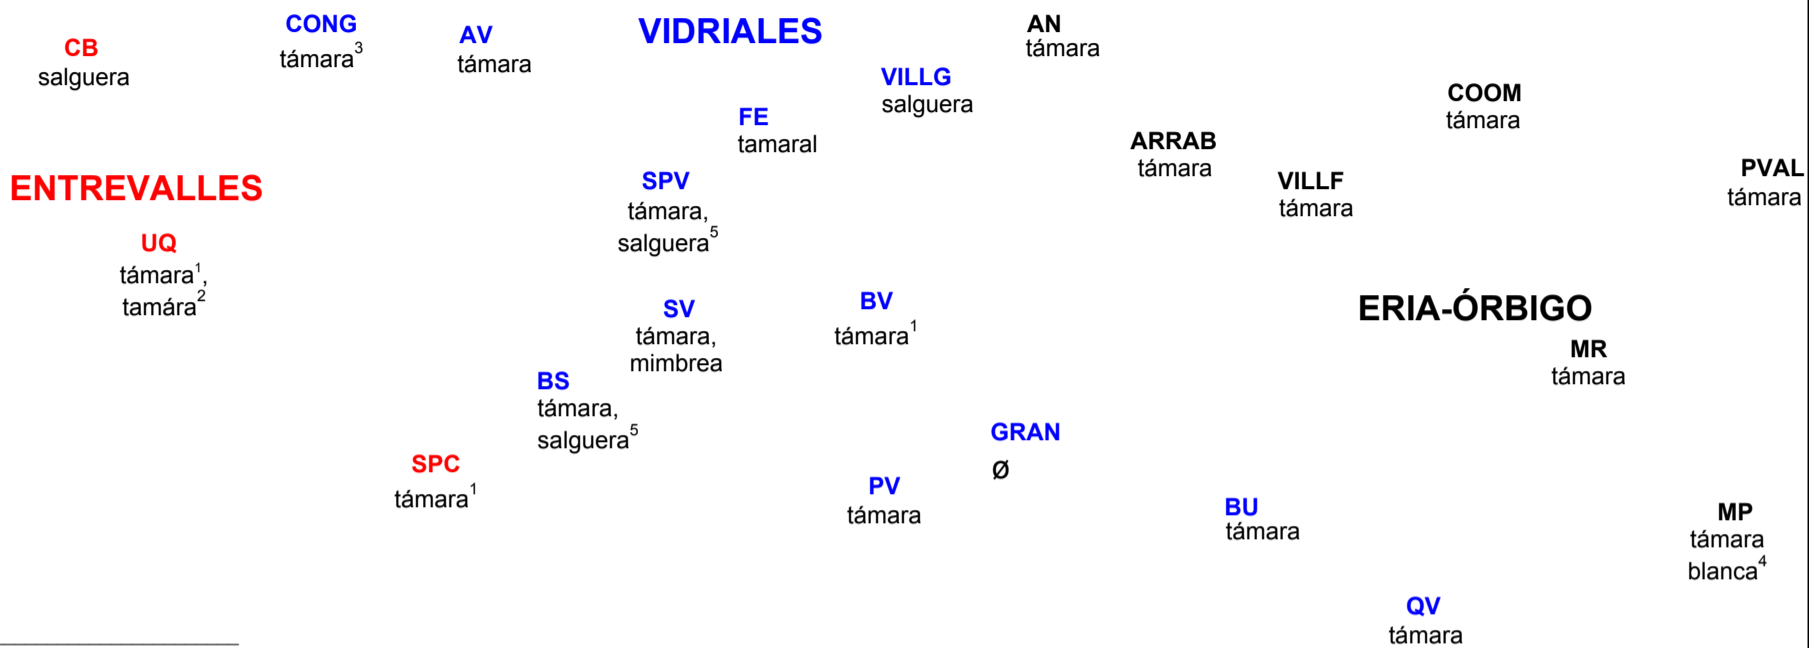 CB
salguera
CONG
támara³
AV
támara
VIDRIALES
VILLG
salguera
AN
támara
FE
tamaral
COOM
támara
ARRAB
támara
VILLF
támara
PVAL
támara
ENTREVALLES
SPV
támara,
salguera⁵
UQ
támara¹,
tamára²
SV
támara,
mimbrea
BV
támara¹
ERIA-ÓRBIGO
MR
támara
BS
támara,
salguera⁵
GRAN
Ø
SPC
támara¹
PV
támara
BU
támara
MP
támara
blanca⁴
QV
támara